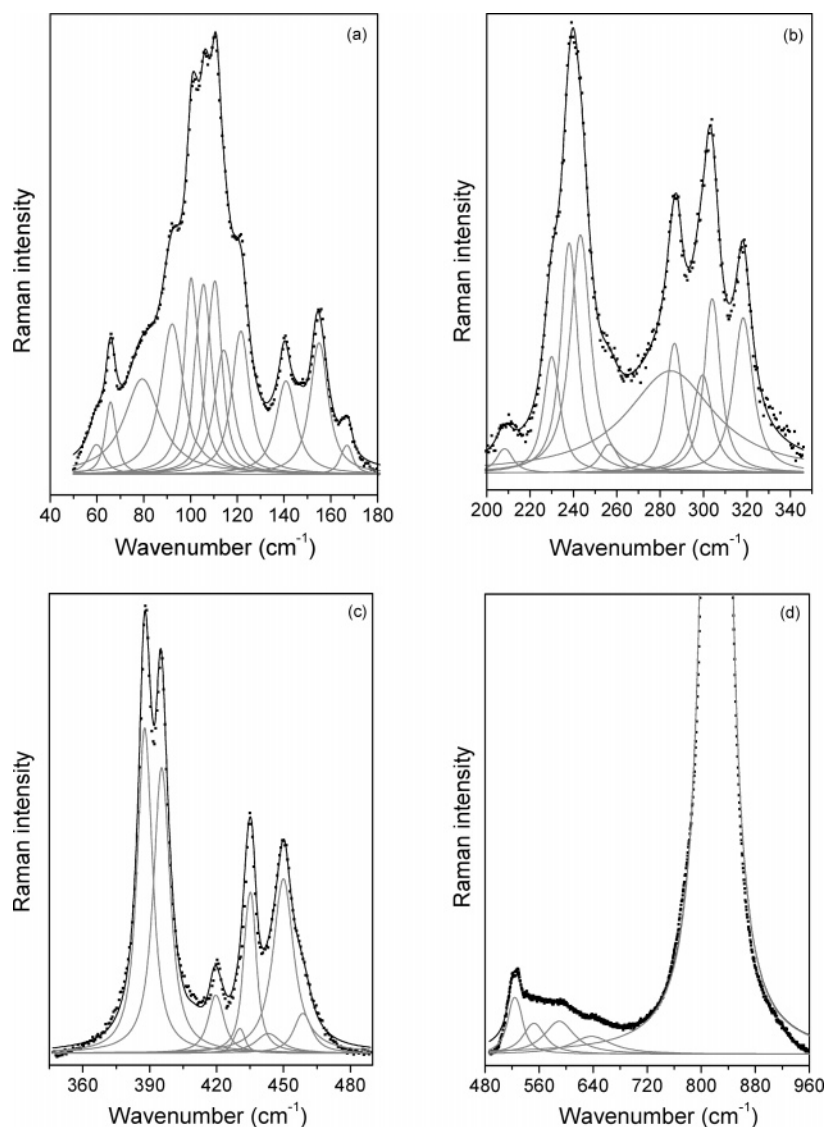 (a)
Raman intensity
40 60 80 100 120 140 160 180
Wavenumber (cm⁻¹)
(b)
Raman intensity
200 220 240 260 280 300 320 340
Wavenumber (cm⁻¹)
(c)
Raman intensity
360 390 420 450 480
Wavenumber (cm⁻¹)
(d)
Raman intensity
480 560 640 720 800 880 960
Wavenumber (cm⁻¹)